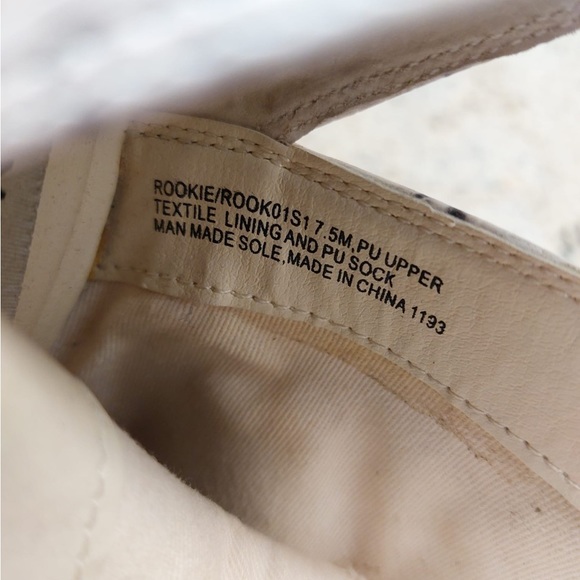 ROOKIE/ROOK01S1 7.5M,PU UPPER
TEXTILE LINING AND PU SOCK
MAN MADE SOLE,MADE IN CHINA 1193